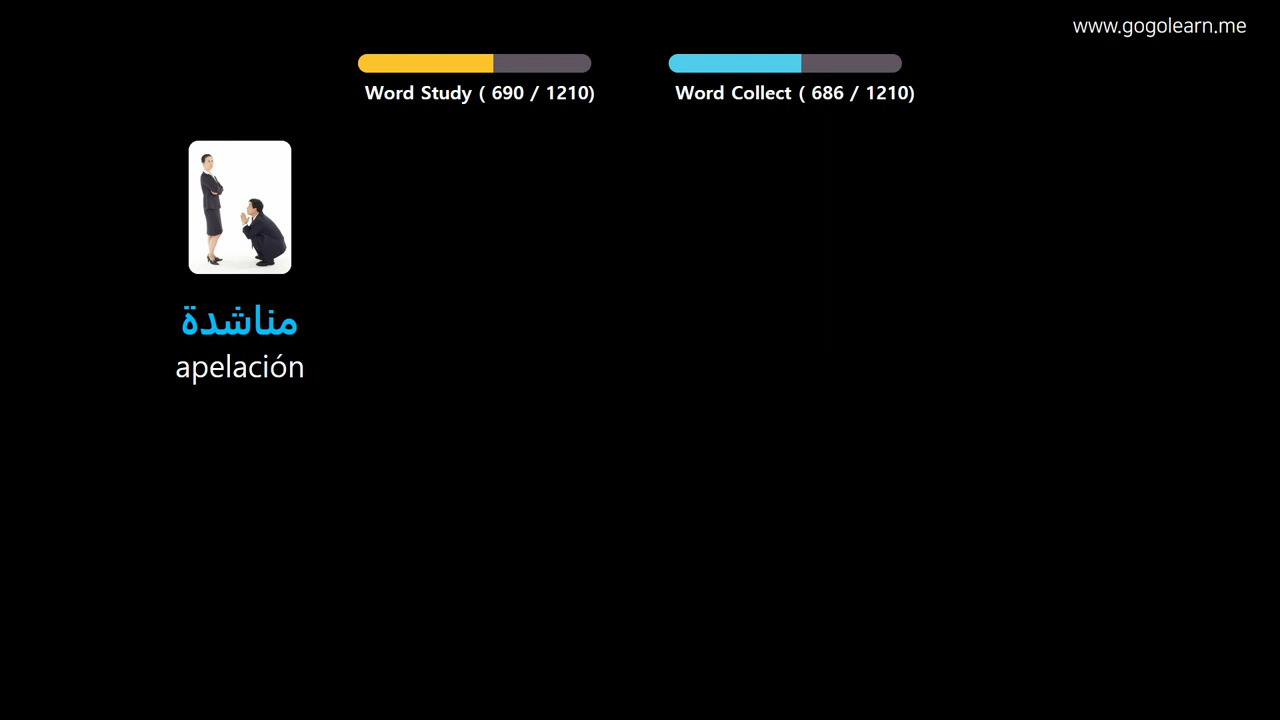 www.gogolearn.me
Word Study ( 690 / 1210)
Word Collect ( 686 / 1210)
مناشدة
apelación